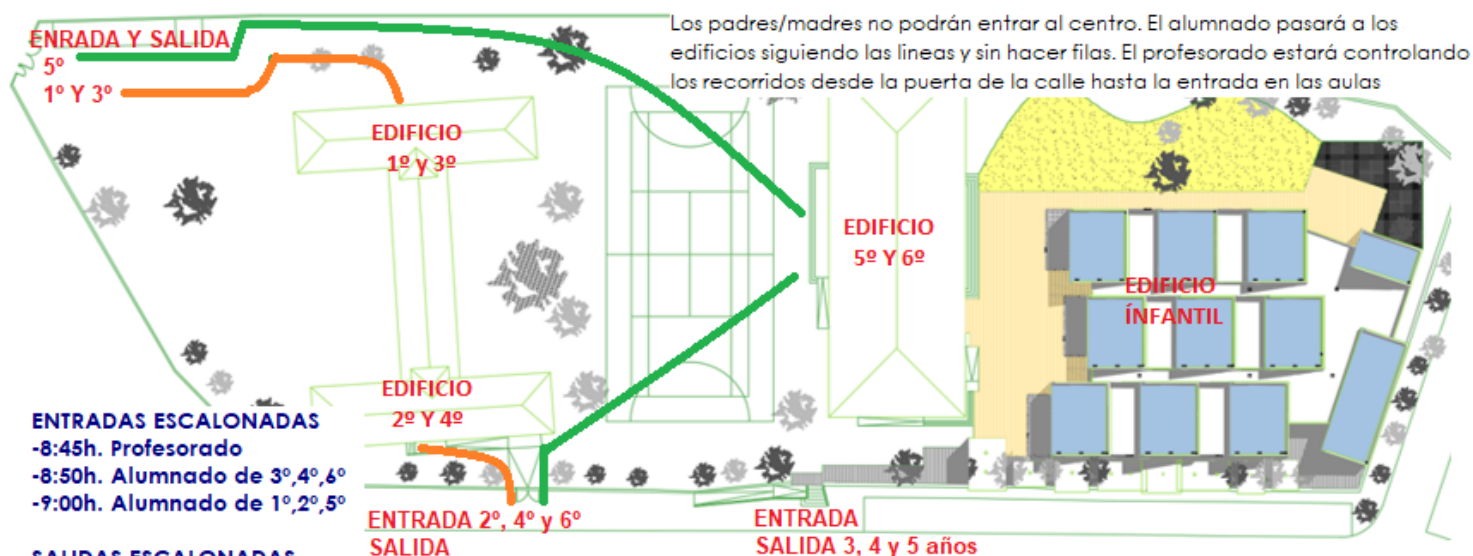 Los padres/madres no podrán entrar al centro. El alumnado pasará a los
edificios siguiendo las lineas y sin hacer filas. El profesorado estará controlando
los recorridos desde la puerta de la calle hasta la entrada en las aulas
ENRADA Y SALIDA
5º
1º Y 3º
EDIFICIO
1º y 3º
EDIFICIO
5º Y 6º
EDIFICIO
ÍNFANTIL
EDIFICIO
2º Y 4º
ENTRADAS ESCALONADAS
-8:45h. Profesorado
-8:50h. Alumnado de 3º,4º,6º
-9:00h. Alumnado de 1º,2º,5º
ENTRADA 2º, 4º y 6º
SALIDA
ENTRADA
SALIDA 3, 4 y 5 años
SALIDAS ESCALONADAS